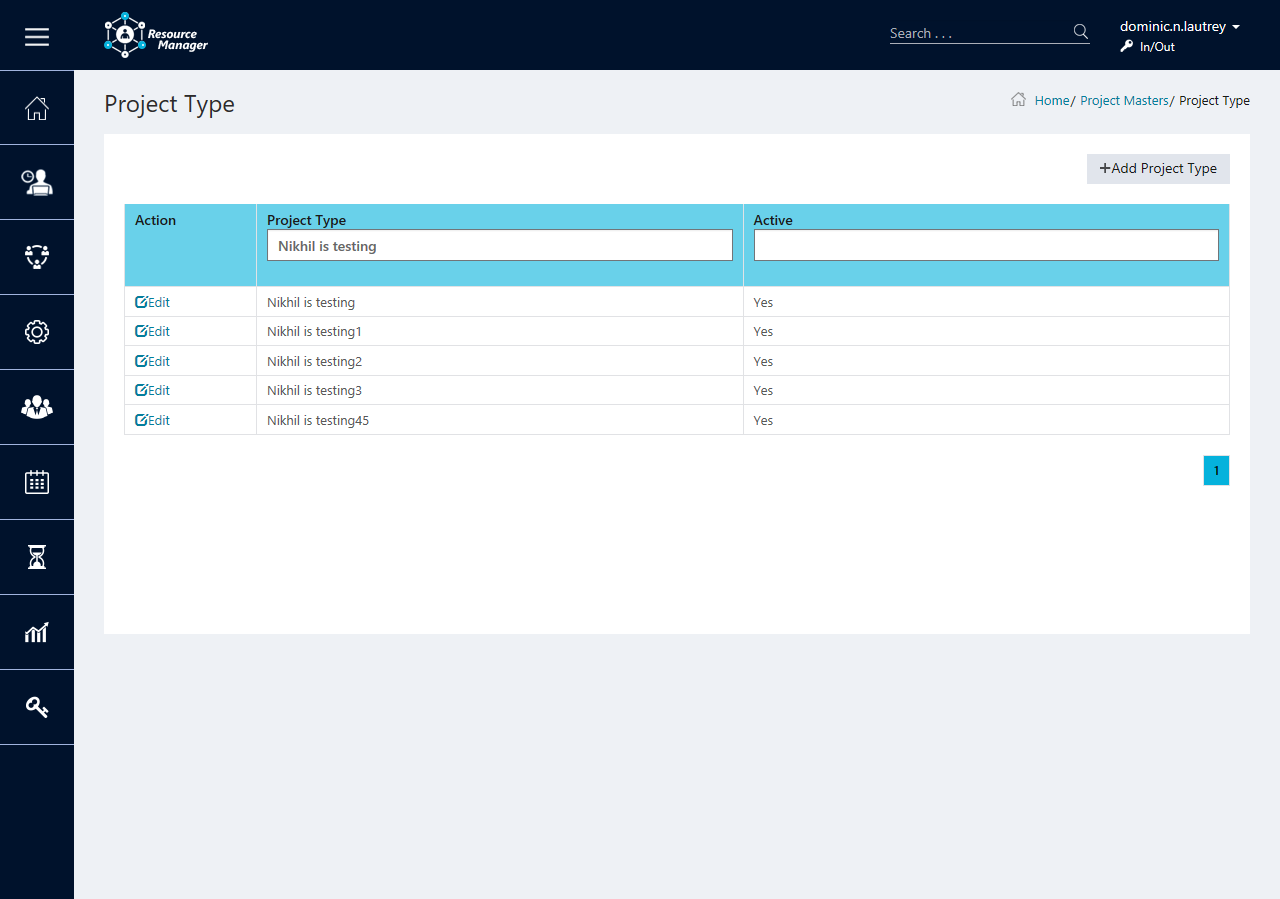 Resource
Manager
Search . . .
dominic.n.lautrey
In/Out
Project Type
Home/ Project Masters/ Project Type
+Add Project Type
Action Project Type Active
Nikhil is testing
Edit Nikhil is testing Yes
Edit Nikhil is testing1 Yes
Edit Nikhil is testing2 Yes
Edit Nikhil is testing3 Yes
Edit Nikhil is testing45 Yes
1